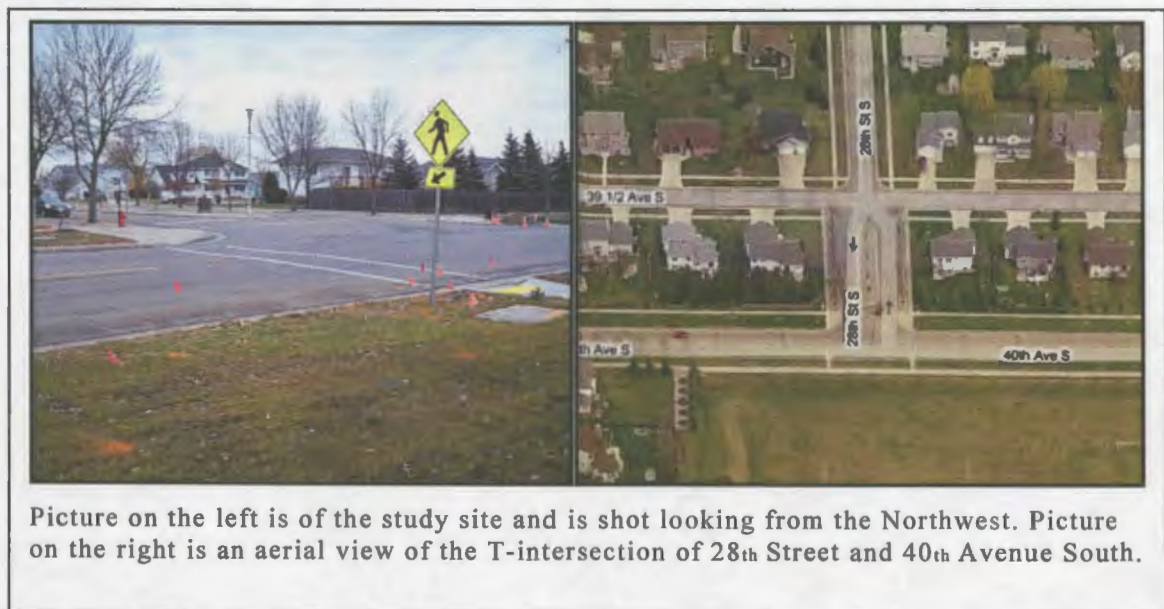 28th St S
39 1/2 Ave S
28th St S
th Ave S
40th Ave S
Picture on the left is of the study site and is shot looking from the Northwest. Picture
on the right is an aerial view of the T-intersection of 28th Street and 40th Avenue South.